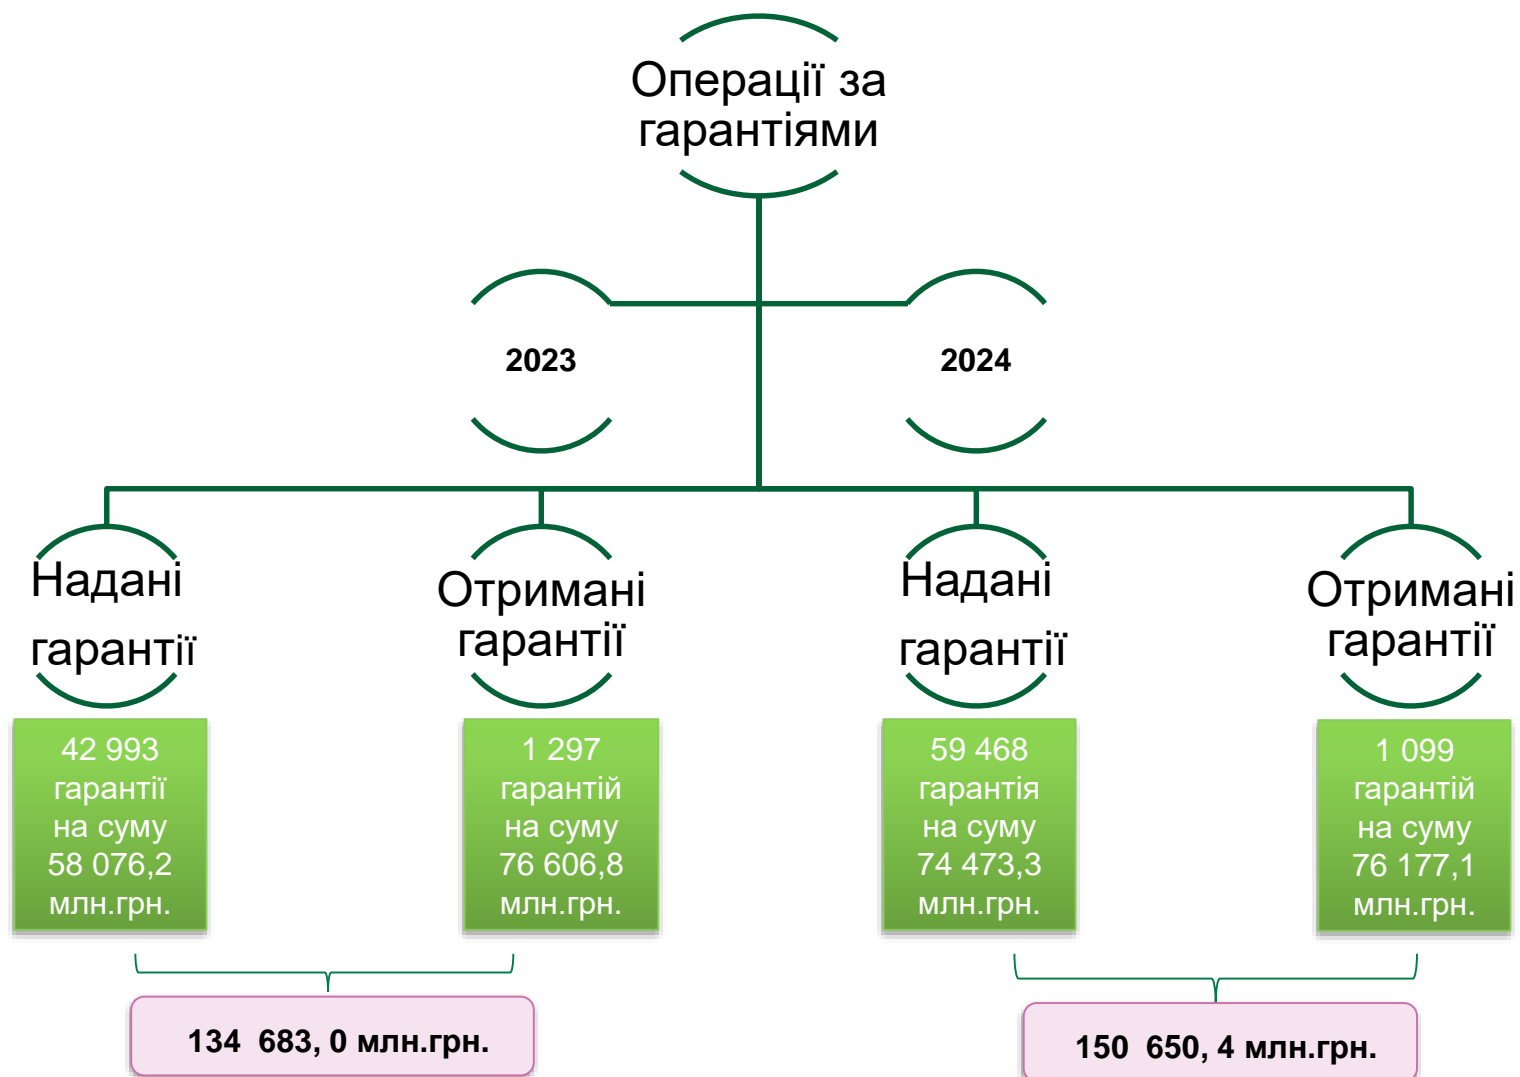 Операції за
гарантіями
2023
2024
Надані
гарантії
Отримані
гарантії
Надані
гарантії
Отримані
гарантії
42 993
гарантії
на суму
58 076,2
млн.грн.
1 297
гарантій
на суму
76 606,8
млн.грн.
59 468
гарантія
на суму
74 473,3
млн.грн.
1 099
гарантій
на суму
76 177,1
млн.грн.
134 683, 0 млн.грн.
150 650, 4 млн.грн.